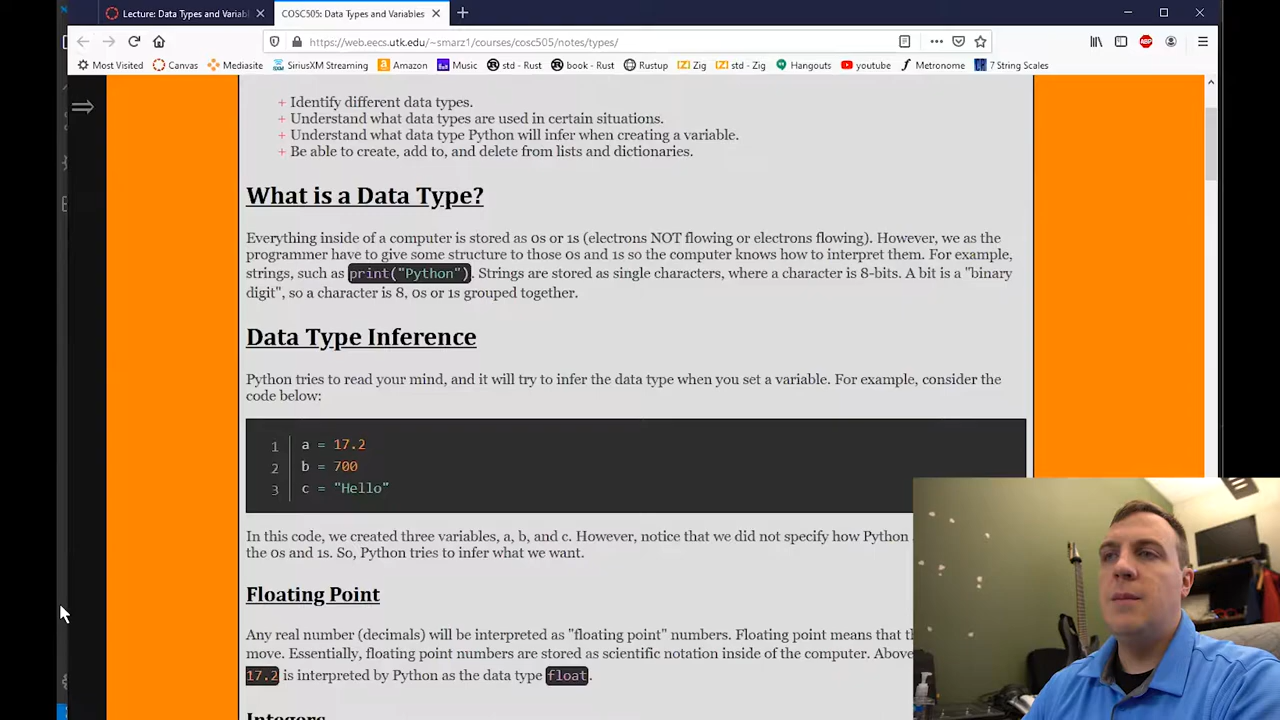 Lecture: Data Types and Variabl
COSC505: Data Types and Variables
https://web.eecs.utk.edu/~smarz1/courses/cosc505/notes/types/
Most Visited Canvas Mediasite SiriusXM Streaming Amazon Music std - Rust book - Rust Rustup Zig std - Zig Hangouts youtube Metronome 7 String Scales
+ Identify different data types.
+ Understand what data types are used in certain situations.
+ Understand what data type Python will infer when creating a variable.
+ Be able to create, add to, and delete from lists and dictionaries.
What is a Data Type?
Everything inside of a computer is stored as 0s or 1s (electrons NOT flowing or electrons flowing). However, we as the
programmer have to give some structure to those 0s and 1s so the computer knows how to interpret them. For example,
strings, such as print("Python"). Strings are stored as single characters, where a character is 8-bits. A bit is a "binary
digit", so a character is 8, 0s or 1s grouped together.
Data Type Inference
Python tries to read your mind, and it will try to infer the data type when you set a variable. For example, consider the
code below:
1 a = 17.2
2 b = 700
3 c = "Hello"
In this code, we created three variables, a, b, and c. However, notice that we did not specify how Python
the 0s and 1s. So, Python tries to infer what we want.
Floating Point
Any real number (decimals) will be interpreted as "floating point" numbers. Floating point means that
move. Essentially, floating point numbers are stored as scientific notation inside of the computer. Above
17.2 is interpreted by Python as the data type float.
Integers